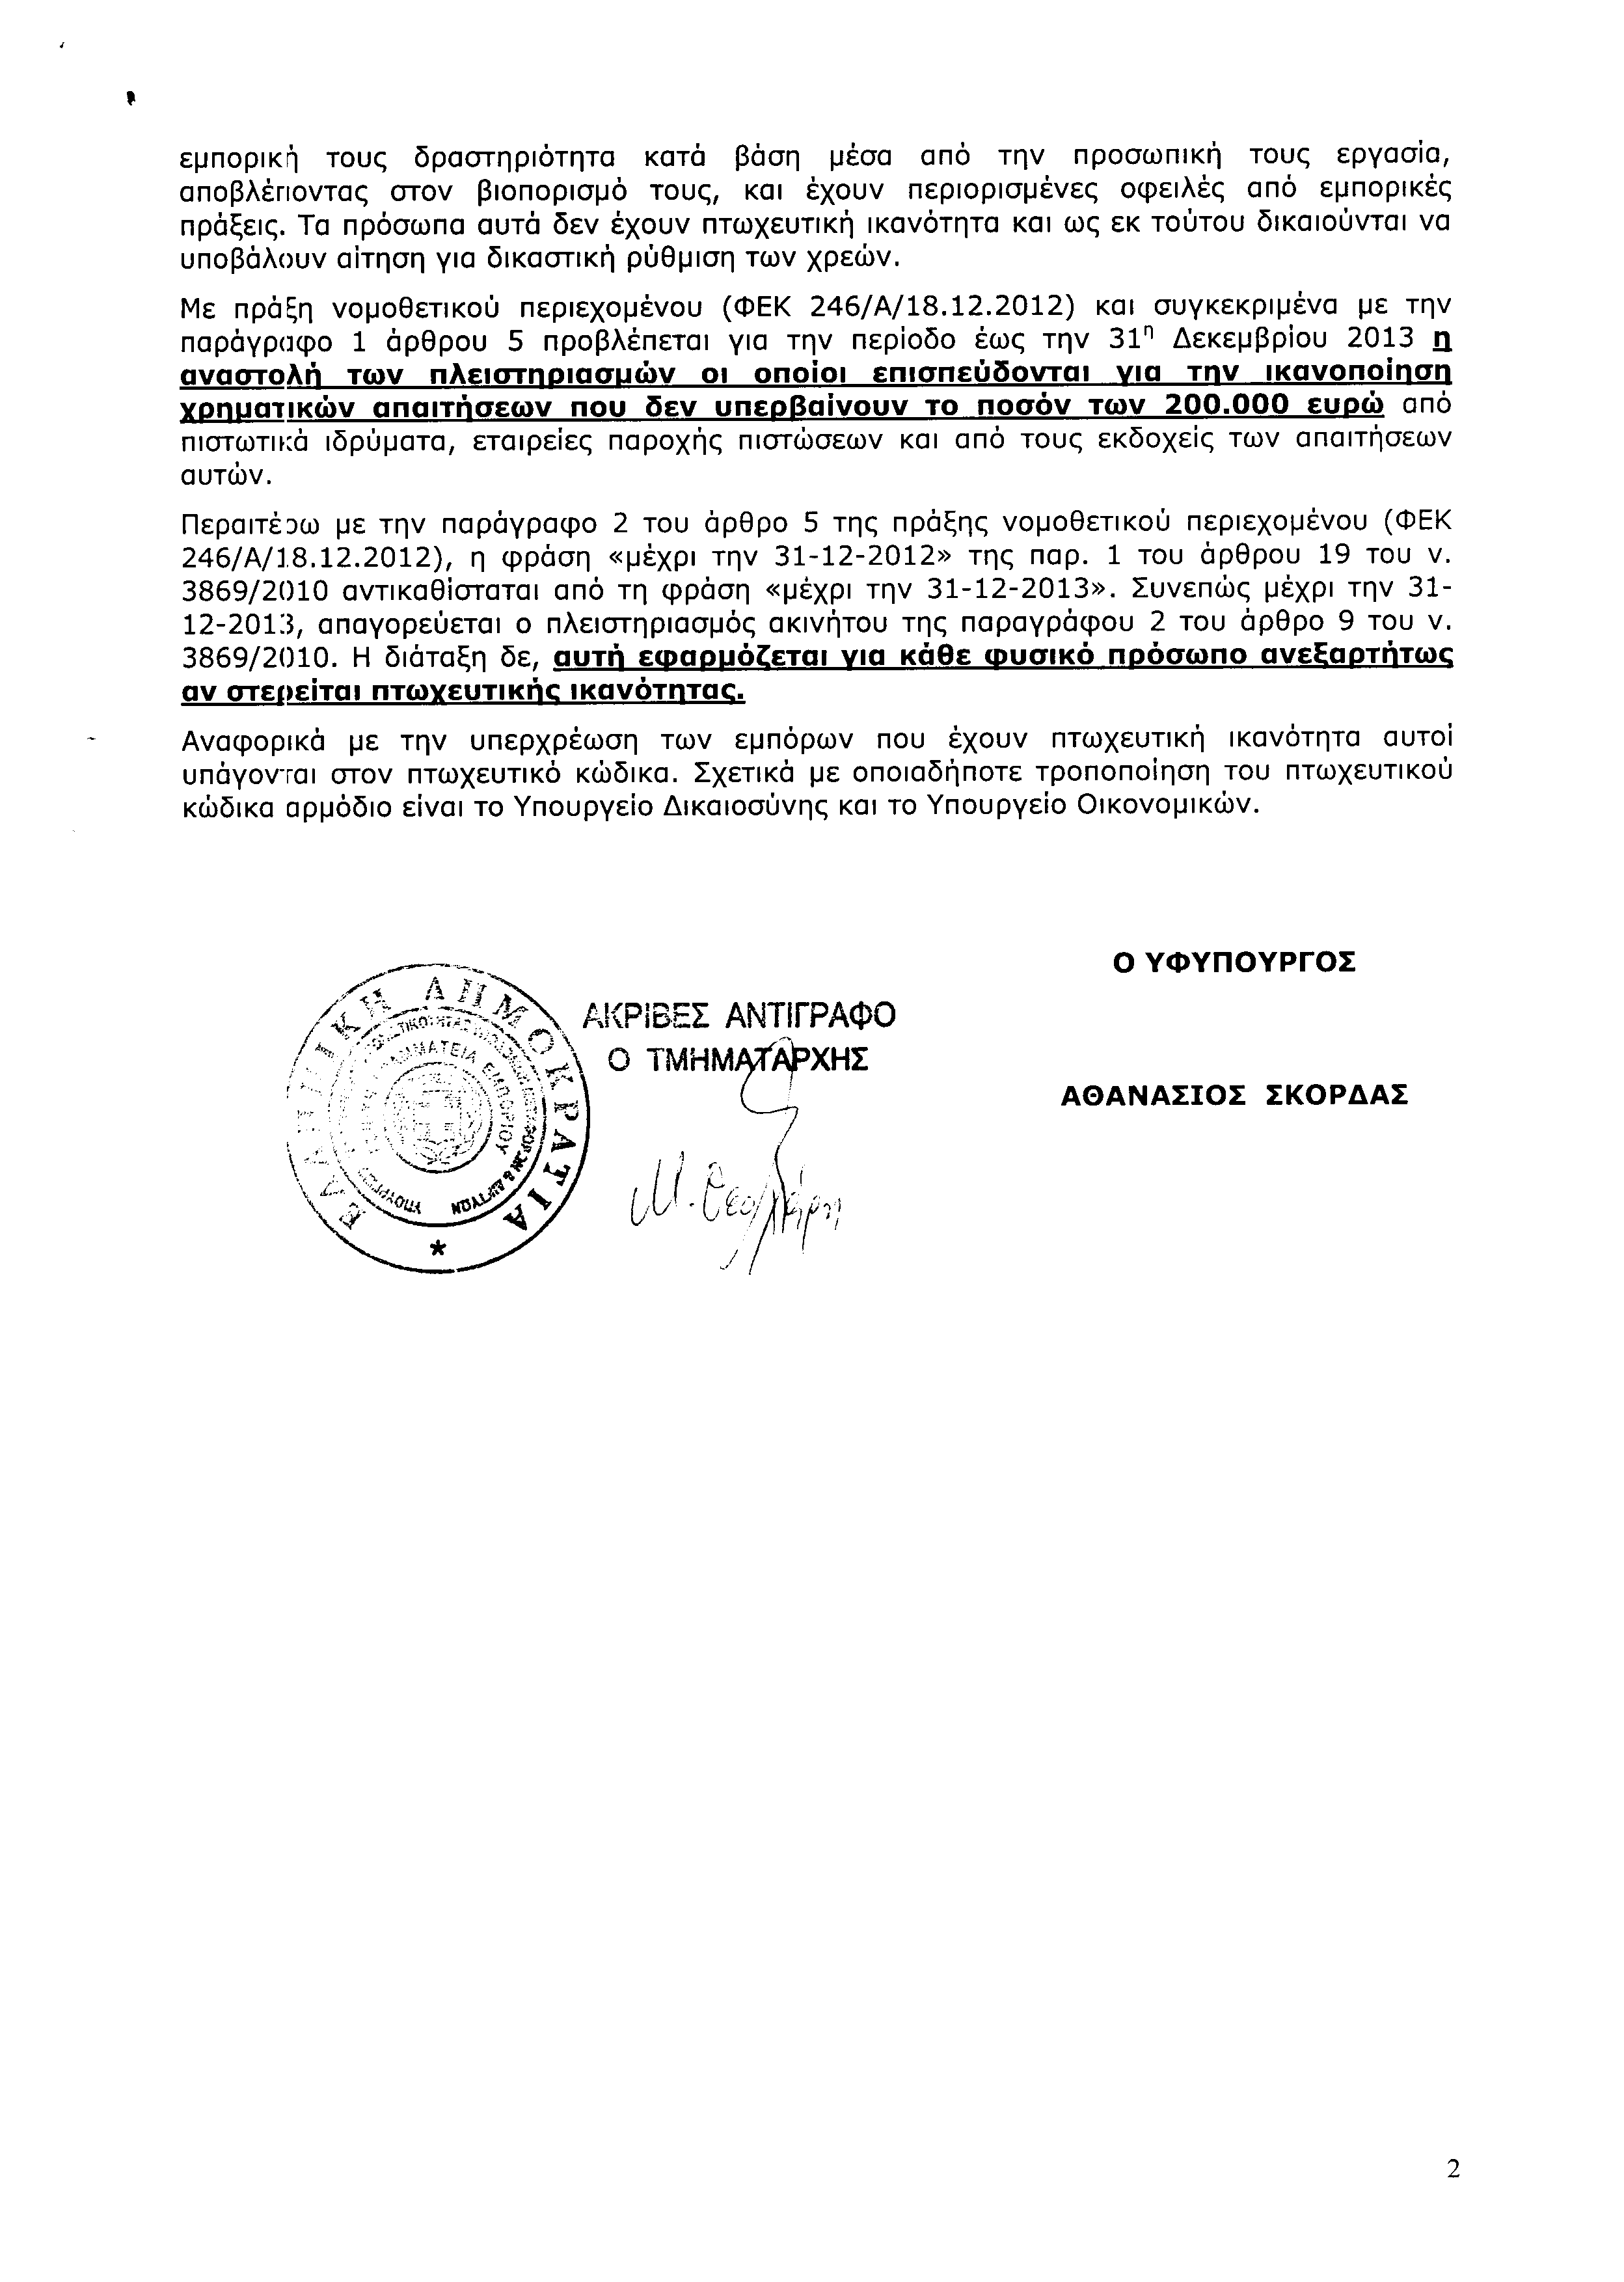 εμπορική τους δραστηριότητα κατά βάση μέσα από την προσωπική τους εργασία,
αποβλέποντας στον βιοπορισμό τους, και έχουν περιορισμένες οφειλές από εμπορικές
πράξεις. Τα πρόσωπα αυτά δεν έχουν πτωχευτική ικανότητα και ως εκ τούτου δικαιούνται να
υποβάλουν αίτηση για δικαστική ρύθμιση των χρεών.
Με πράξη νομοθετικού περιεχομένου (ΦΕΚ 246/Α/18.12.2012) και συγκεκριμένα με την
παράγραφο 1 άρθρου 5 προβλέπεται για την περίοδο έως την 31η Δεκεμβρίου 2013 η
αναστολή των πλειστηριασμών οι οποίοι επισπεύδονται για την ικανοποίηση
χρηματικών απαιτήσεων που δεν υπερβαίνουν το ποσόν των 200.000 ευρώ από
πιστωτικά ιδρύματα, εταιρείες παροχής πιστώσεων και από τους εκδοχείς των απαιτήσεων
αυτών.
Περαιτέρω με την παράγραφο 2 του άρθρο 5 της πράξης νομοθετικού περιεχομένου (ΦΕΚ
246/Α/18.12.2012), η φράση «μέχρι την 31-12-2012» της παρ. 1 του άρθρου 19 του ν.
3869/2010 αντικαθίσταται από τη φράση «μέχρι την 31-12-2013». Συνεπώς μέχρι την 31-
12-2013, απαγορεύεται ο πλειστηριασμός ακινήτου της παραγράφου 2 του άρθρο 9 του ν.
3869/2010. Η διάταξη δε, αυτή εφαρμόζεται για κάθε φυσικό πρόσωπο ανεξαρτήτως
αν στερείται πτωχευτικής ικανότητας.
Αναφορικά με την υπερχρέωση των εμπόρων που έχουν πτωχευτική ικανότητα αυτοί
υπάγονται στον πτωχευτικό κώδικα. Σχετικά με οποιαδήποτε τροποποίηση του πτωχευτικού
κώδικα αρμόδιο είναι το Υπουργείο Δικαιοσύνης και το Υπουργείο Οικονομικών.
Ο ΥΦΥΠΟΥΡΓΟΣ
ΑΚΡΙΒΕΣ ΑΝΤΙΓΡΑΦΟ
Ο ΤΜΗΜΑΤΑΡΧΗΣ
ΑΘΑΝΑΣΙΟΣ ΣΚΟΡΔΑΣ
ΕΛΛΗΝΙΚΗ ΔΗΜΟΚΡΑΤΙΑ
2